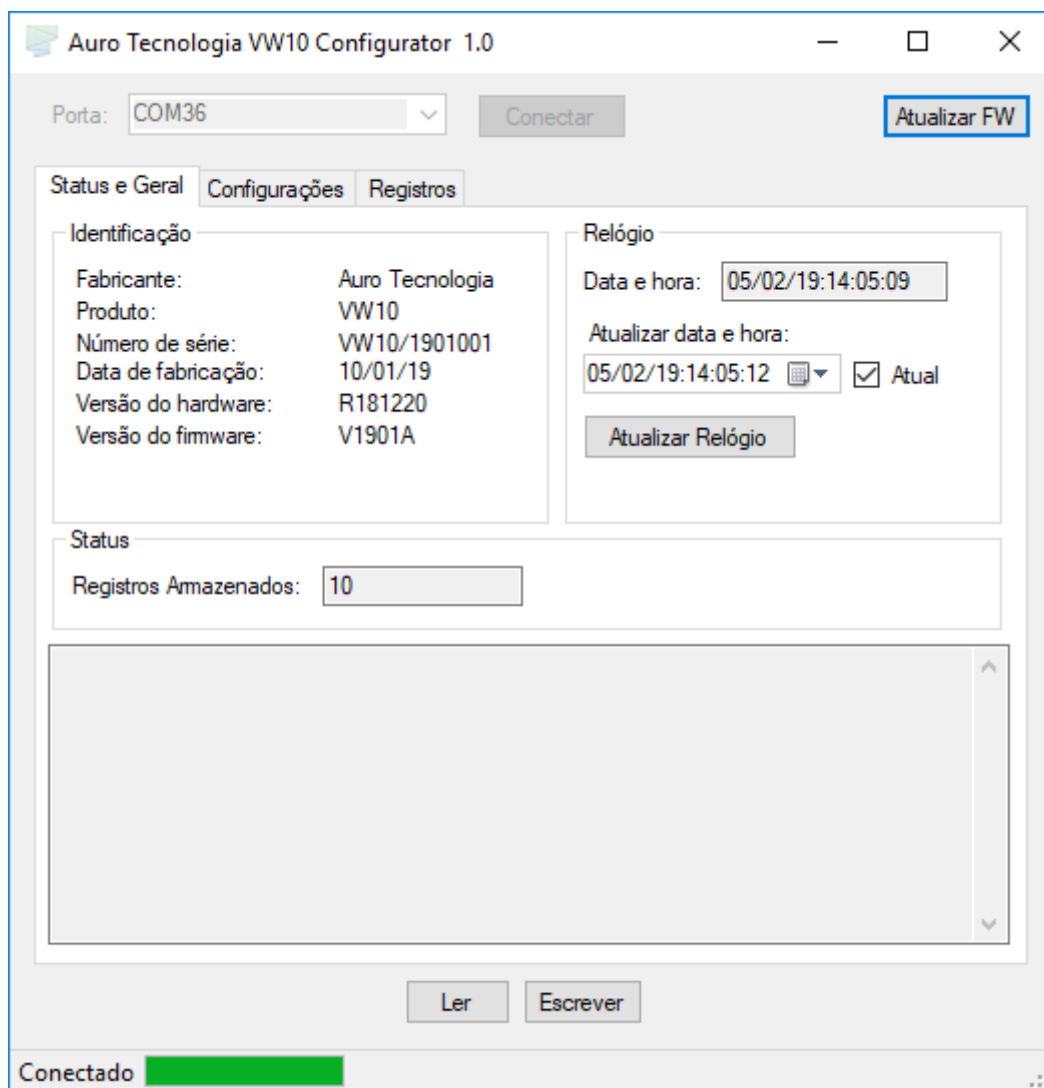 Auro Tecnologia VW10 Configurator 1.0
Porta: COM36 Conectar Atualizar FW
Status e Geral Configurações Registros
Identificação
Fabricante: Auro Tecnologia
Produto: VW10
Número de série: VW10/1901001
Data de fabricação: 10/01/19
Versão do hardware: R181220
Versão do firmware: V1901A
Relógio
Data e hora: 05/02/19:14:05:09
Atualizar data e hora:
05/02/19:14:05:12 Atual
Atualizar Relógio
Status
Registros Armazenados: 10
Ler Escrever
Conectado